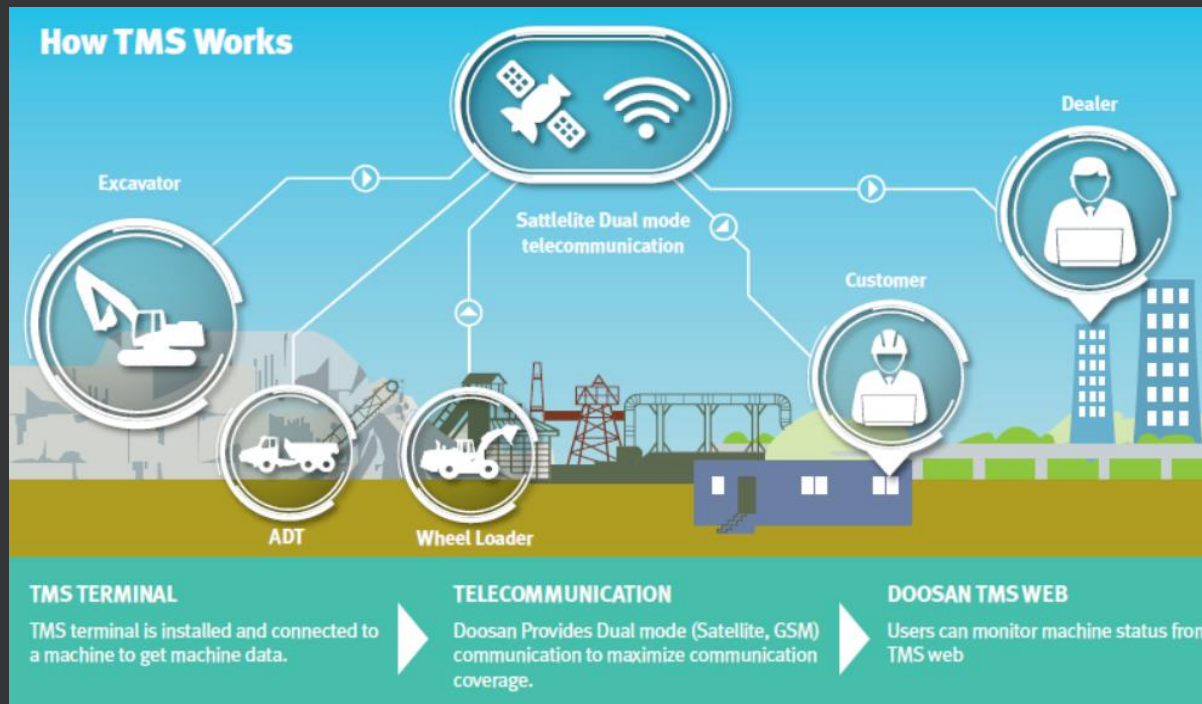 How TMS Works
Dealer
Excavator
Sattlelite Dual mode
telecommunication
Customer
ADT
Wheel Loader
TMS TERMINAL
TMS terminal is installed and connected to
a machine to get machine data.
TELECOMMUNICATION
Doosan Provides Dual mode (Satellite, GSM)
communication to maximize communication
coverage.
DOOSAN TMS WEB
Users can monitor machine status from
TMS web